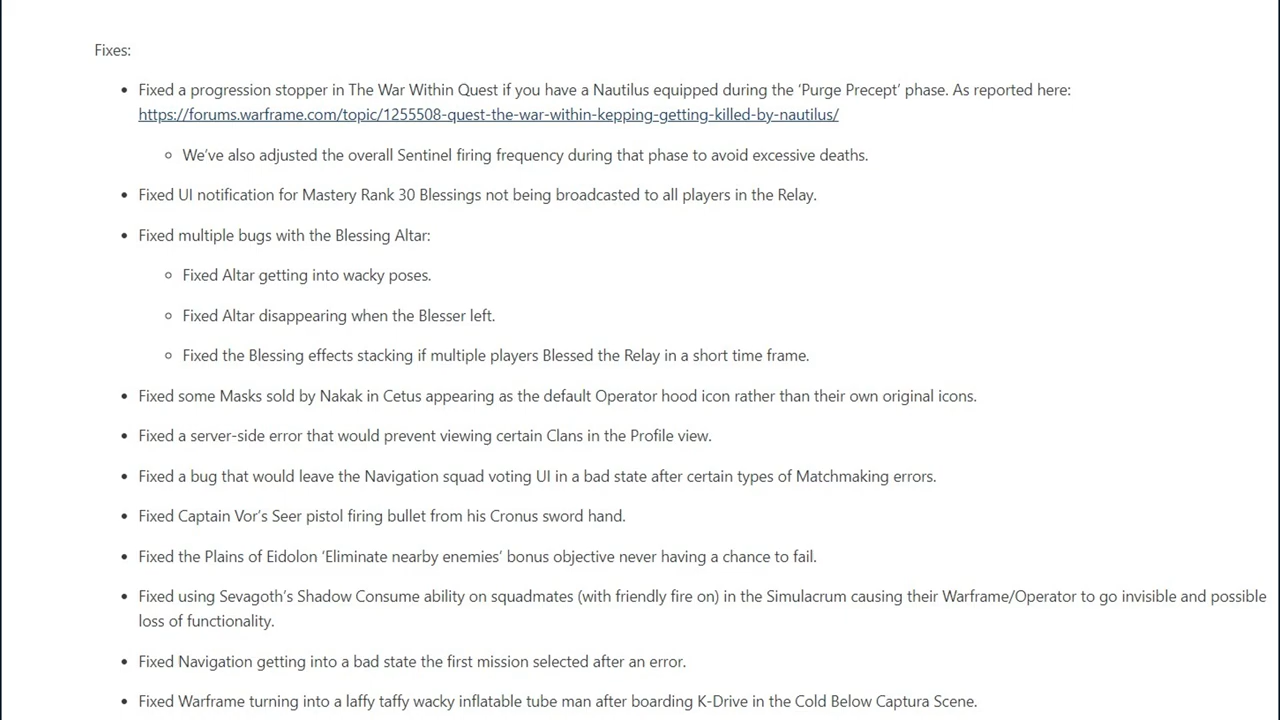 Fixes:
• Fixed a progression stopper in The War Within Quest if you have a Nautilus equipped during the ‘Purge Precept’ phase. As reported here:
https://forums.warframe.com/topic/1255508-quest-the-war-within-kepping-getting-killed-by-nautilus/
◦ We’ve also adjusted the overall Sentinel firing frequency during that phase to avoid excessive deaths.
• Fixed UI notification for Mastery Rank 30 Blessings not being broadcasted to all players in the Relay.
• Fixed multiple bugs with the Blessing Altar:
◦ Fixed Altar getting into wacky poses.
◦ Fixed Altar disappearing when the Blesser left.
◦ Fixed the Blessing effects stacking if multiple players Blessed the Relay in a short time frame.
• Fixed some Masks sold by Nakak in Cetus appearing as the default Operator hood icon rather than their own original icons.
• Fixed a server-side error that would prevent viewing certain Clans in the Profile view.
• Fixed a bug that would leave the Navigation squad voting UI in a bad state after certain types of Matchmaking errors.
• Fixed Captain Vor’s Seer pistol firing bullet from his Cronus sword hand.
• Fixed the Plains of Eidolon ‘Eliminate nearby enemies’ bonus objective never having a chance to fail.
• Fixed using Sevagoth’s Shadow Consume ability on squadmates (with friendly fire on) in the Simulacrum causing their Warframe/Operator to go invisible and possible
loss of functionality.
• Fixed Navigation getting into a bad state the first mission selected after an error.
• Fixed Warframe turning into a laffy taffy wacky inflatable tube man after boarding K-Drive in the Cold Below Captura Scene.